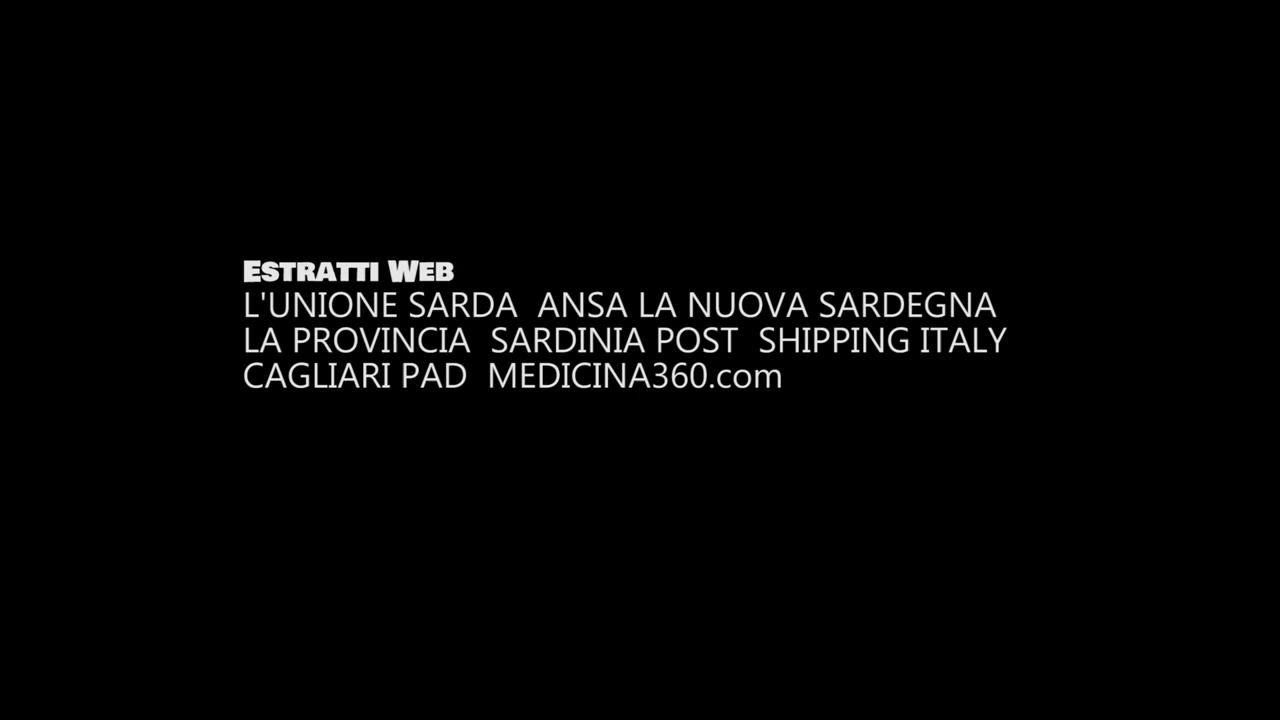 Estratti Web
L'UNIONE SARDA  ANSA LA NUOVA SARDEGNA
LA PROVINCIA  SARDINIA POST  SHIPPING ITALY
CAGLIARI PAD  MEDICINA360.com